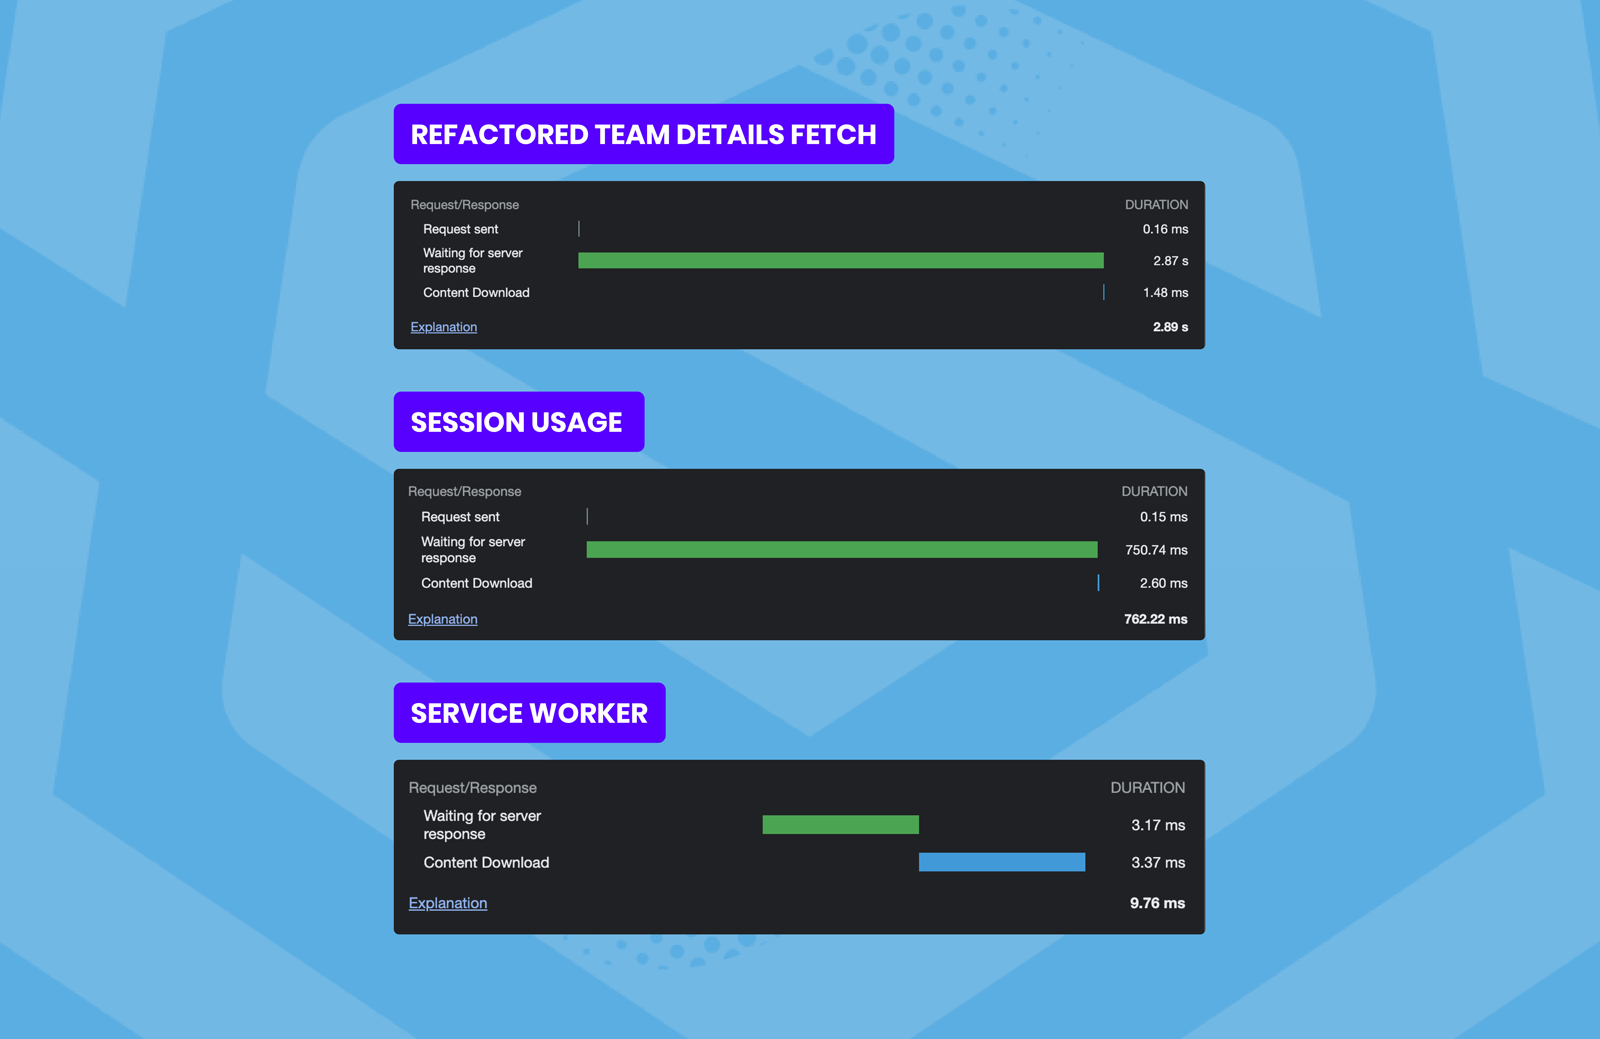 REFACTORED TEAM DETAILS FETCH
Request/Response DURATION
Request sent 0.16 ms
Waiting for server
response 2.87 s
Content Download 1.48 ms
Explanation 2.89 s
SESSION USAGE
Request/Response DURATION
Request sent 0.15 ms
Waiting for server
response 750.74 ms
Content Download 2.60 ms
Explanation 762.22 ms
SERVICE WORKER
Request/Response DURATION
Waiting for server
response 3.17 ms
Content Download 3.37 ms
Explanation 9.76 ms